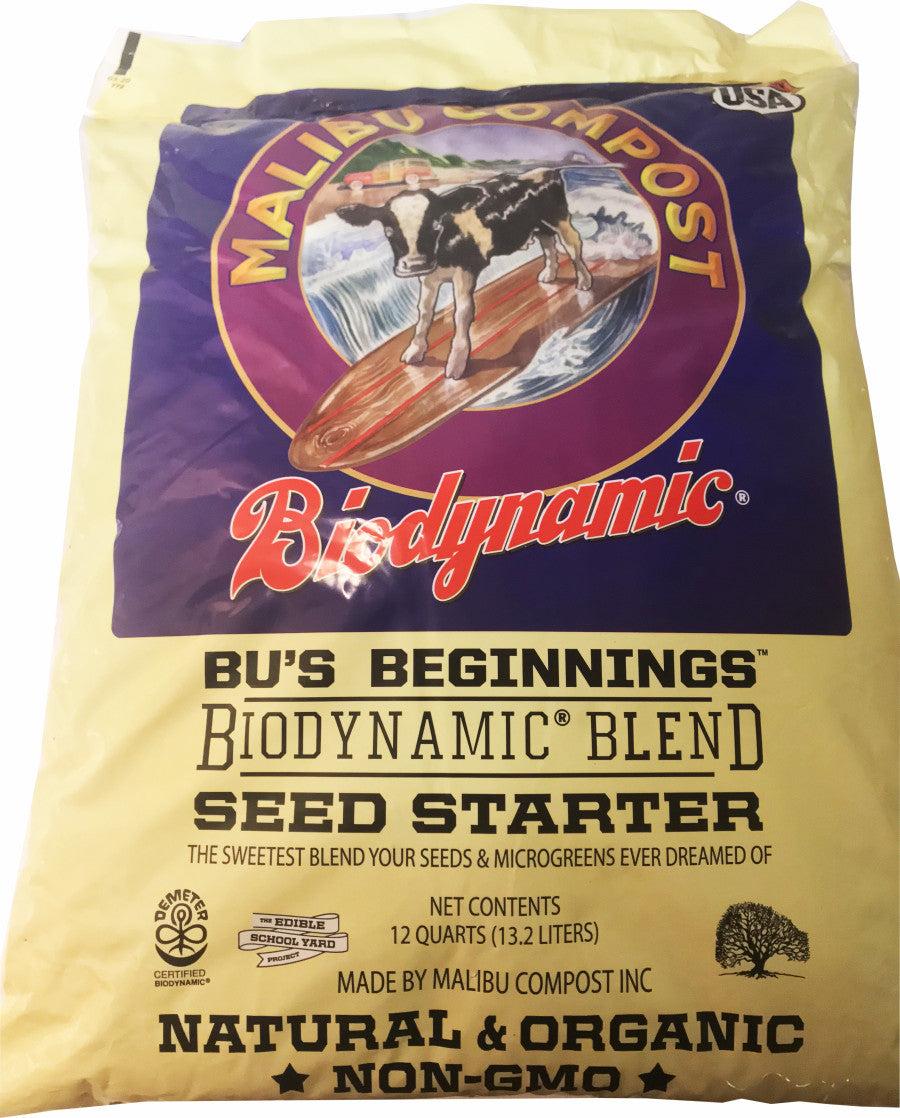 USA
MALIBU COMPOST
Biodynamic®
BU'S BEGINNINGS™
BIODYNAMIC® BLEND
SEED STARTER
THE SWEETEST BLEND YOUR SEEDS & MICROGREENS EVER DREAMED OF
DEMETER
CERTIFIED
BIODYNAMIC®
THE EDIBLE
SCHOOL YARD
PROJECT
NET CONTENTS
12 QUARTS (13.2 LITERS)
MADE BY MALIBU COMPOST INC
NATURAL & ORGANIC
★ NON-GMO ★